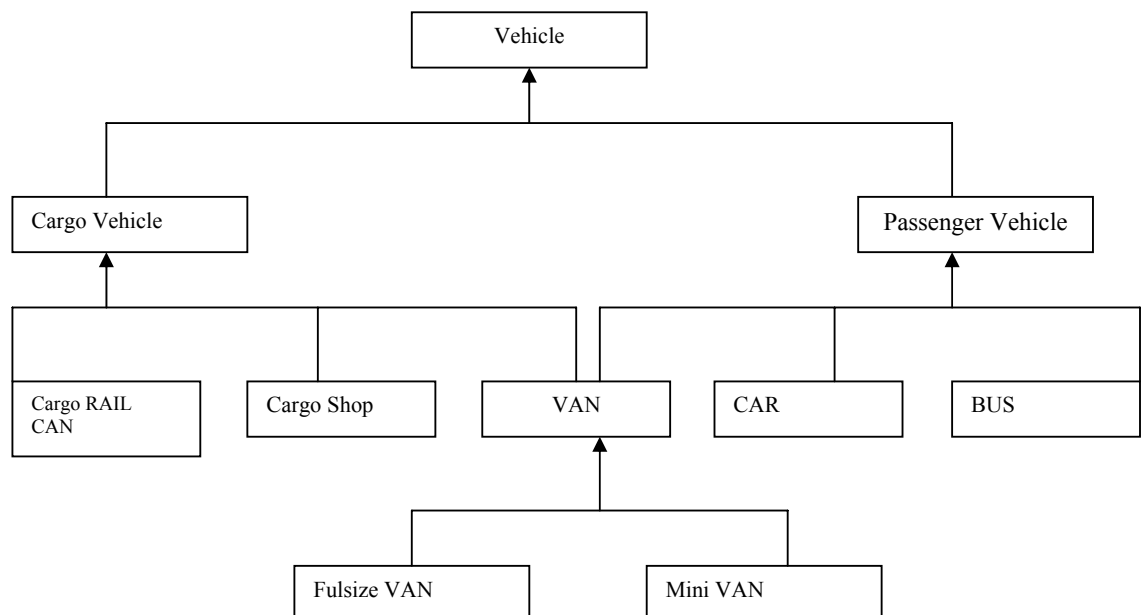 Vehicle
Cargo Vehicle
Passenger Vehicle
Cargo RAIL
CAN
Cargo Shop
VAN
CAR
BUS
Fulsize VAN
Mini VAN